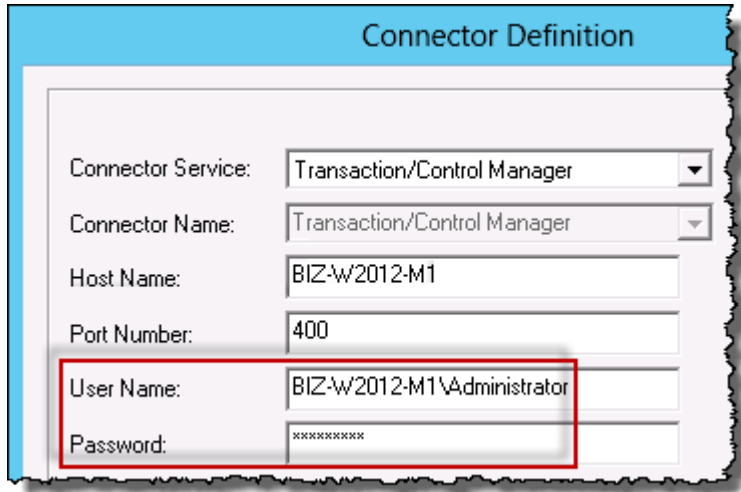 Connector Definition
Connector Service: Transaction/Control Manager
Connector Name: Transaction/Control Manager
Host Name: BIZ-W2012-M1
Port Number: 400
User Name: BIZ-W2012-M1\Administrator
Password: *********